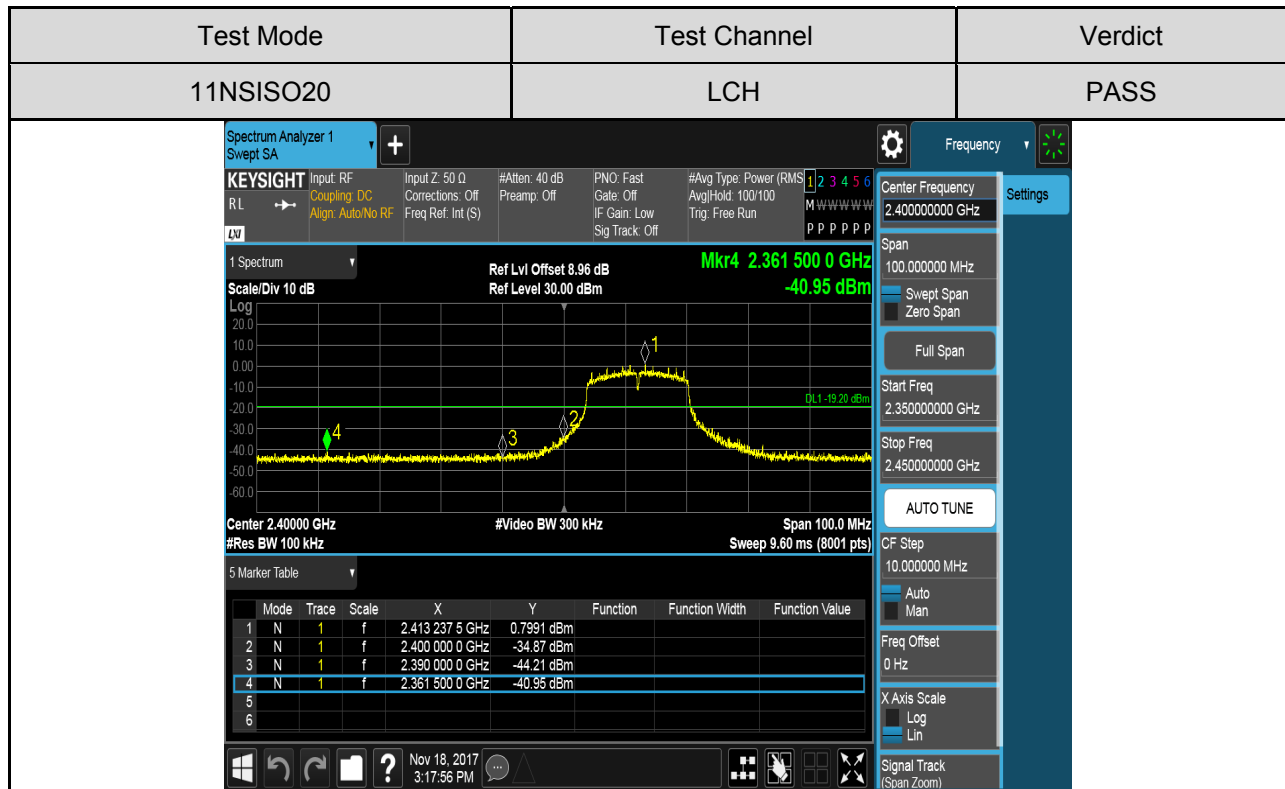 Test Mode Test Channel Verdict
11NSISO20 LCH PASS
Spectrum Analyzer 1
Swept SA
+
Frequency
KEYSIGHT
RL
LXI
Input: RF
Coupling: DC
Align: Auto/No RF
Input Z: 50 Ω
Corrections: Off
Freq Ref: Int (S)
#Atten: 40 dB
Preamp: Off
PNO: Fast
Gate: Off
IF Gain: Low
Sig Track: Off
#Avg Type: Power (RMS
Avg|Hold: 100/100
Trig: Free Run
1 2 3 4 5 6
M W W W W W
P P P P P P
1 Spectrum
Scale/Div 10 dB
Ref Lvl Offset 8.96 dB
Ref Level 30.00 dBm
Mkr4 2.361 500 0 GHz
-40.95 dBm
Log
20.0
10.0
0.00
-10.0
-20.0
-30.0
-40.0
-50.0
-60.0
1
DL1 -19.20 dBm
2
3
4
Center 2.40000 GHz
#Res BW 100 kHz
#Video BW 300 kHz
Span 100.0 MHz
Sweep 9.60 ms (8001 pts)
5 Marker Table
Mode Trace Scale X Y Function Function Width Function Value
1 N 1 f 2.413 237 5 GHz 0.7991 dBm
2 N 1 f 2.400 000 0 GHz -34.87 dBm
3 N 1 f 2.390 000 0 GHz -44.21 dBm
4 N 1 f 2.361 500 0 GHz -40.95 dBm
5
6
?
Nov 18, 2017
3:17:56 PM
Center Frequency
2.400000000 GHz
Settings
Span
100.000000 MHz
Swept Span
Zero Span
Full Span
Start Freq
2.350000000 GHz
Stop Freq
2.450000000 GHz
AUTO TUNE
CF Step
10.000000 MHz
Auto
Man
Freq Offset
0 Hz
X Axis Scale
Log
Lin
Signal Track
(Span Zoom)